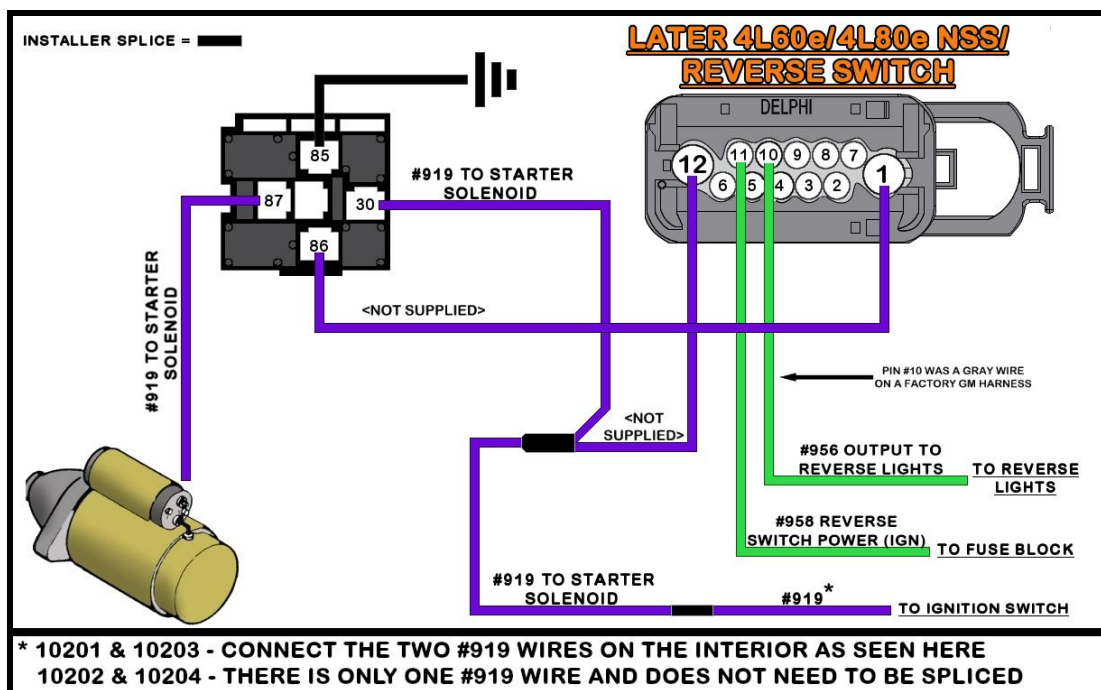 INSTALLER SPLICE =
LATER 4L60e/4L80e NSS/
REVERSE SWITCH
DELPHI
85
87
30
86
#919 TO STARTER
SOLENOID
12
11
10
9
8
7
1
6
5
4
3
2
<NOT SUPPLIED>
#919 TO STARTER
SOLENOID
PIN #10 WAS A GRAY WIRE
ON A FACTORY GM HARNESS
<NOT
SUPPLIED>
#956 OUTPUT TO
REVERSE LIGHTS
TO REVERSE
LIGHTS
#958 REVERSE
SWITCH POWER (IGN)
TO FUSE BLOCK
#919 TO STARTER
SOLENOID
#919*
TO IGNITION SWITCH
* 10201 & 10203 - CONNECT THE TWO #919 WIRES ON THE INTERIOR AS SEEN HERE
10202 & 10204 - THERE IS ONLY ONE #919 WIRE AND DOES NOT NEED TO BE SPLICED